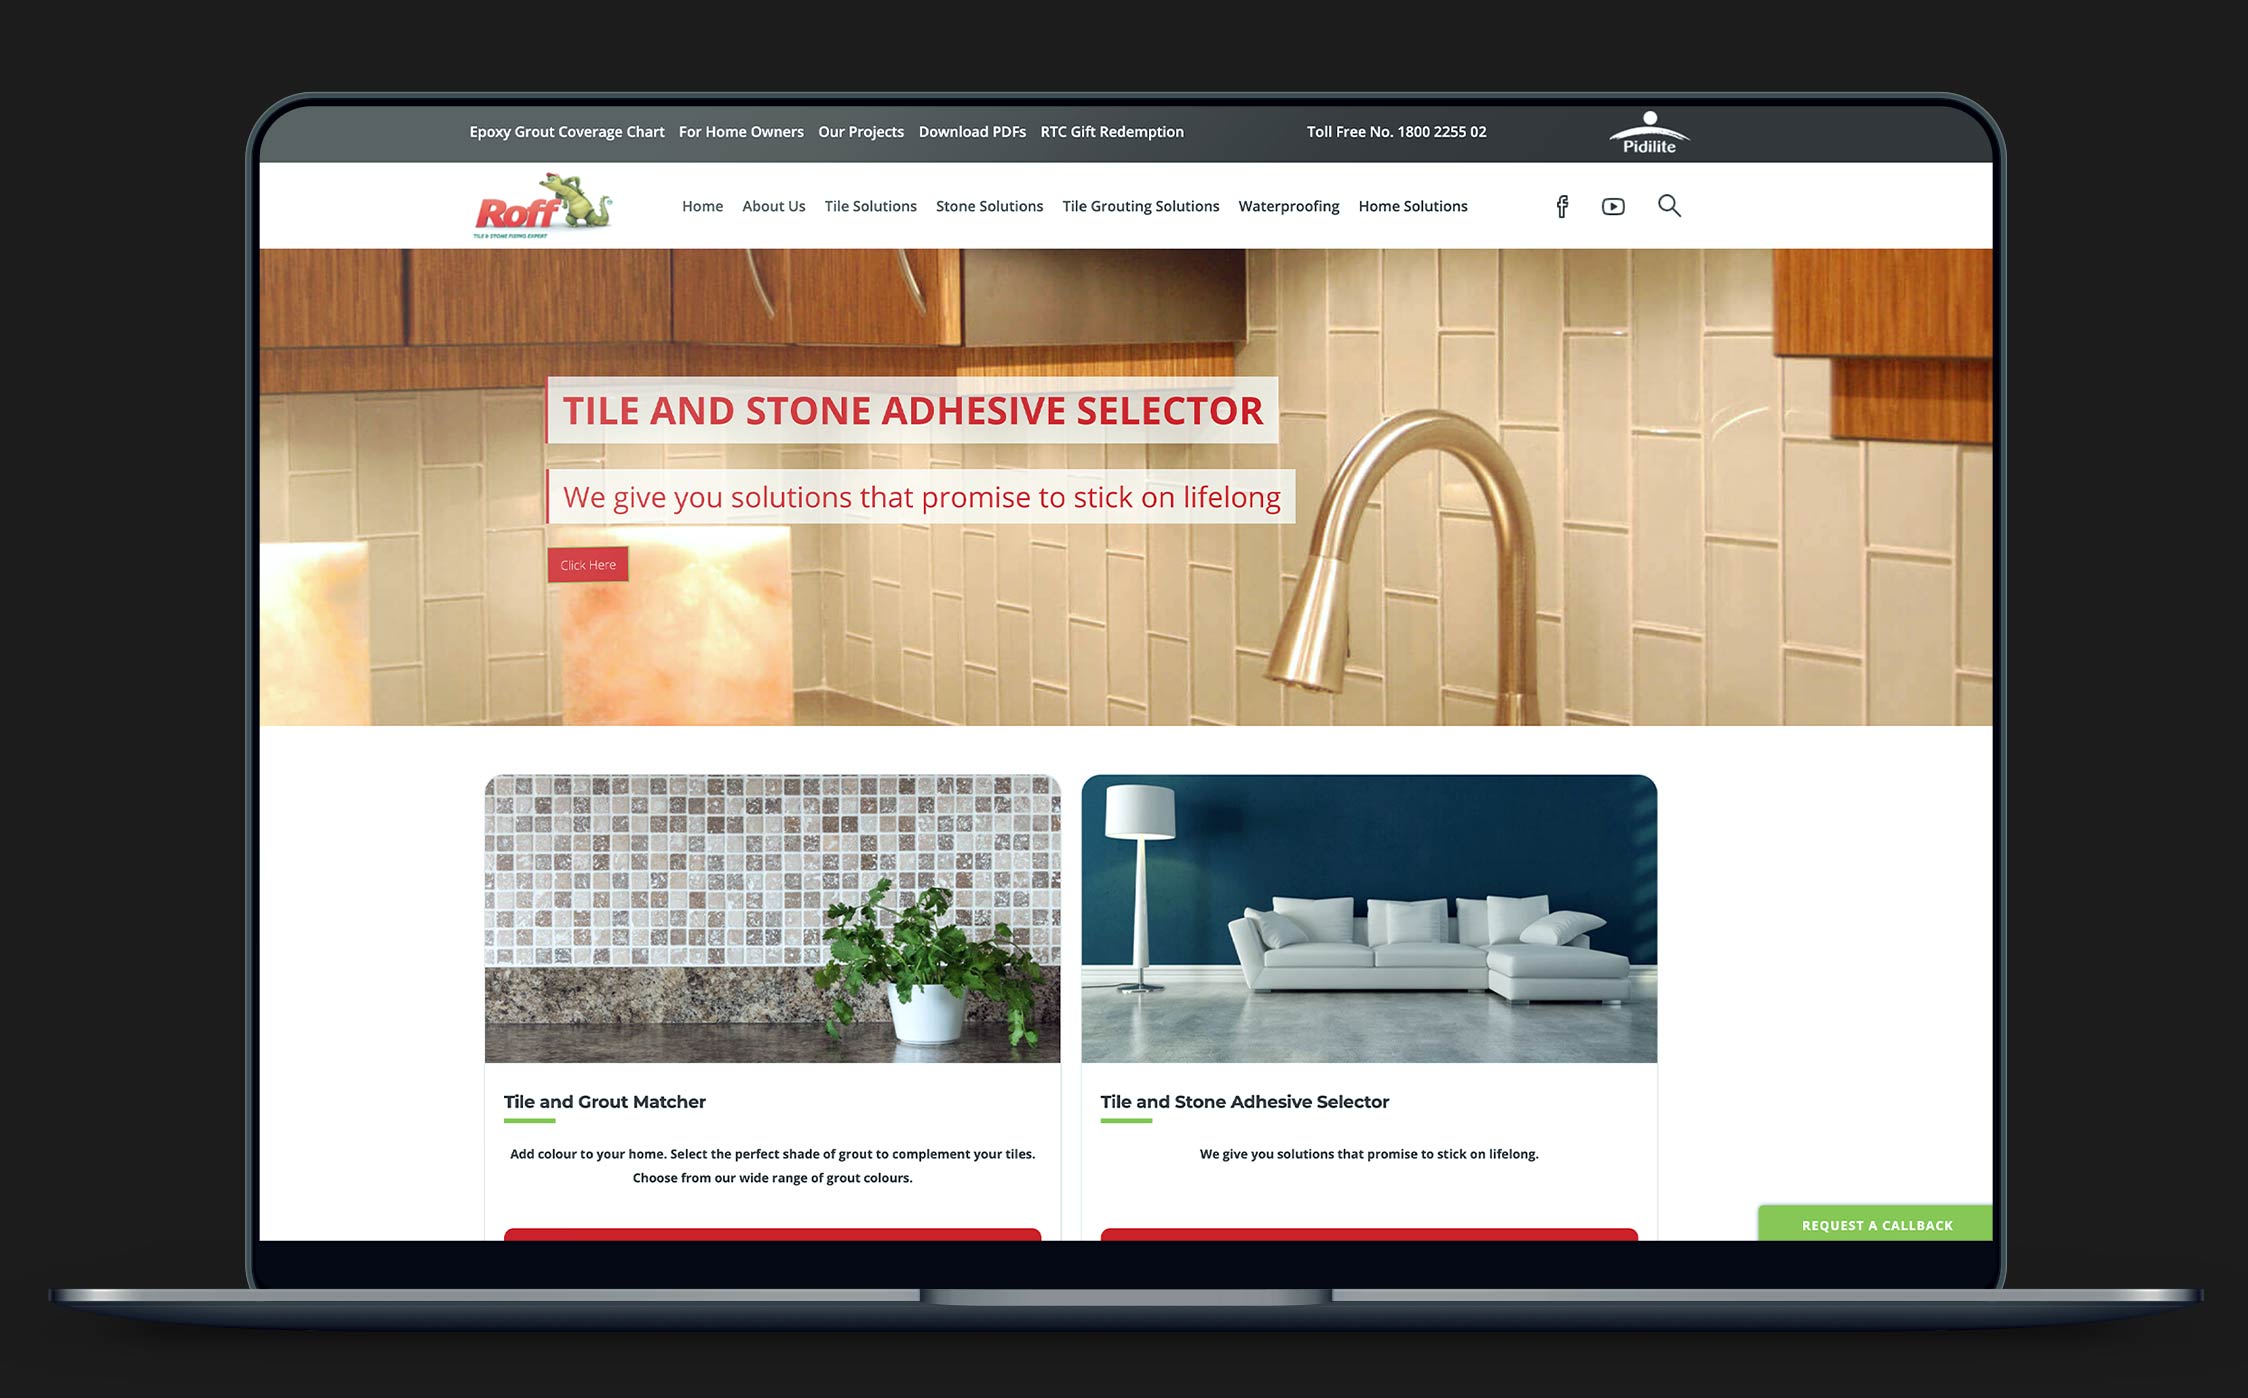 Epoxy Grout Coverage Chart For Home Owners Our Projects Download PDFs RTC Gift Redemption Toll Free No. 1800 2255 02
Pidilite
Roff
TILE & STONE FIXING EXPERT
Home About Us Tile Solutions Stone Solutions Tile Grouting Solutions Waterproofing Home Solutions
TILE AND STONE ADHESIVE SELECTOR
We give you solutions that promise to stick on lifelong
Click Here
Tile and Grout Matcher
Add colour to your home. Select the perfect shade of grout to complement your tiles.
Choose from our wide range of grout colours.
Tile and Stone Adhesive Selector
We give you solutions that promise to stick on lifelong.
REQUEST A CALLBACK